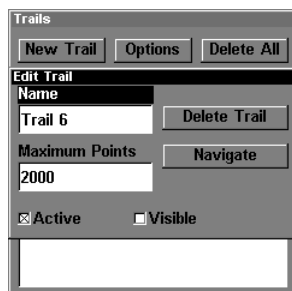 Trails
New Trail Options Delete All
Edit Trail
Name
Trail 6
Delete Trail
Maximum Points
Navigate
2000
Active Visible